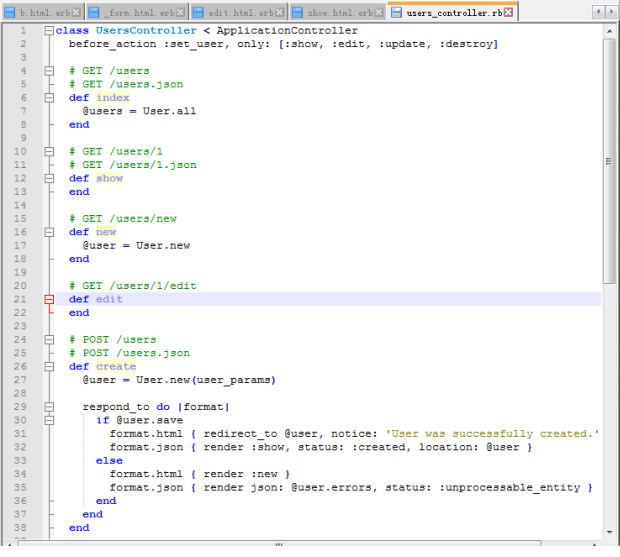 b.html.erb _form.html.erb edit.html.erb show.html.erb users_controller.rb
1 class UsersController < ApplicationController
2 before_action :set_user, only: [:show, :edit, :update, :destroy]
3
4 # GET /users
5 # GET /users.json
6 def index
7 @users = User.all
8 end
9
10 # GET /users/1
11 # GET /users/1.json
12 def show
13 end
14
15 # GET /users/new
16 def new
17 @user = User.new
18 end
19
20 # GET /users/1/edit
21 def edit
22 end
23
24 # POST /users
25 # POST /users.json
26 def create
27 @user = User.new(user_params)
28
29 respond_to do |format|
30 if @user.save
31 format.html { redirect_to @user, notice: 'User was successfully created.'
32 format.json { render :show, status: :created, location: @user }
33 else
34 format.html { render :new }
35 format.json { render json: @user.errors, status: :unprocessable_entity }
36 end
37 end
38 end